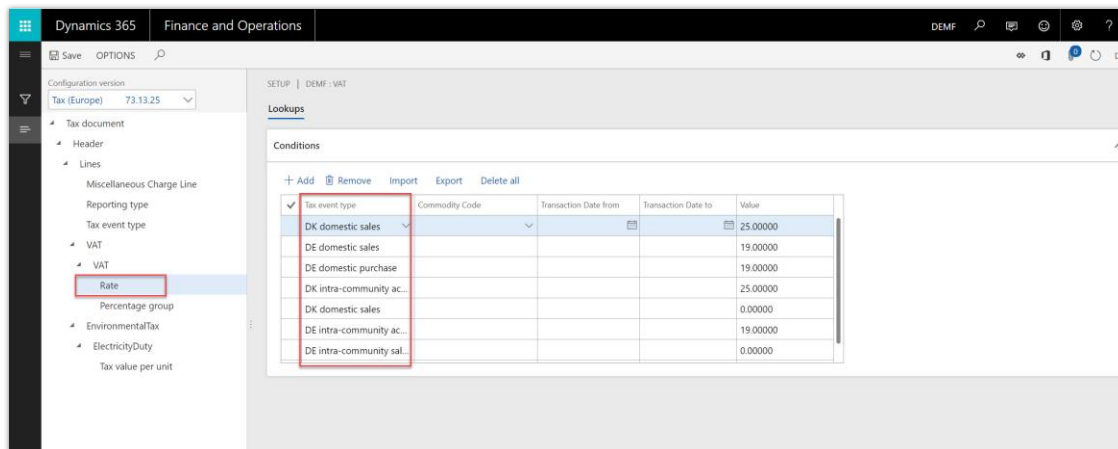 Dynamics 365 Finance and Operations DEMF ?
Save OPTIONS 0
Configuration version
Tax (Europe) 73.13.25
Tax document
Header
Lines
Miscellaneous Charge Line
Reporting type
Tax event type
VAT
VAT
Rate
Percentage group
EnvironmentalTax
ElectricityDuty
Tax value per unit
SETUP | DEMF : VAT
Lookups
Conditions
+ Add Remove Import Export Delete all
Tax event type Commodity Code Transaction Date from Transaction Date to Value
DK domestic sales 25.00000
DE domestic sales 19.00000
DE domestic purchase 19.00000
DK intra-community ac... 25.00000
DK domestic sales 0.00000
DE intra-community ac... 19.00000
DE intra-community sal... 0.00000